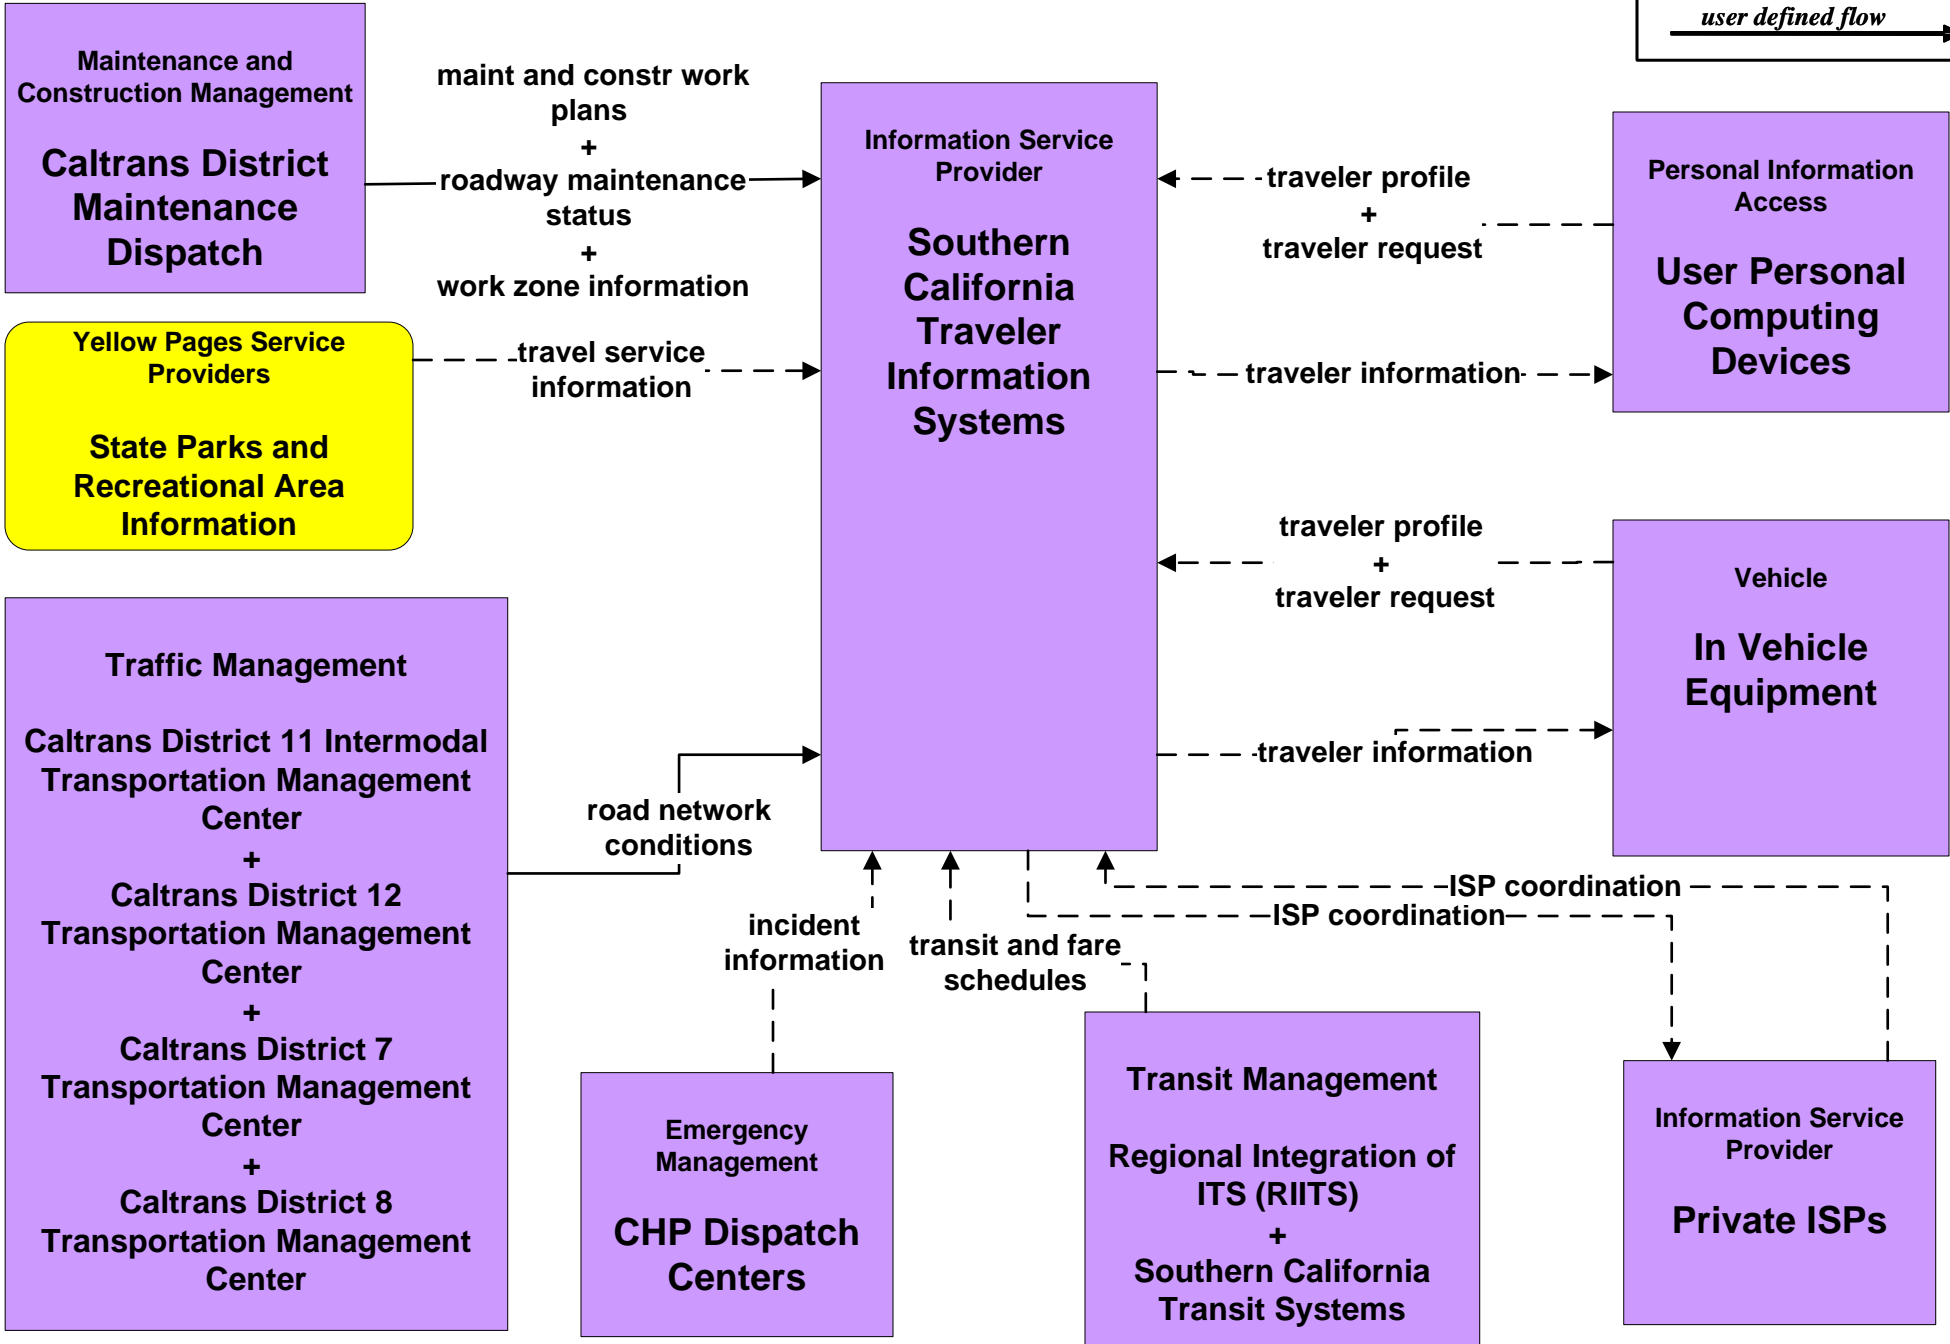 user defined flow
Maintenance and
Construction Management
Caltrans District
Maintenance
Dispatch
maint and constr work
plans
+
roadway maintenance
status
+
work zone information
Information Service
Provider
Southern
California
Traveler
Information
Systems
traveler profile
+
traveler request
Personal Information
Access
User Personal
Computing
Devices
traveler information
Yellow Pages Service
Providers
State Parks and
Recreational Area
Information
travel service
information
traveler profile
+
traveler request
Vehicle
In Vehicle
Equipment
traveler information
Traffic Management
Caltrans District 11 Intermodal
Transportation Management
Center
+
Caltrans District 12
Transportation Management
Center
+
Caltrans District 7
Transportation Management
Center
+
Caltrans District 8
Transportation Management
Center
road network
conditions
incident
information
transit and fare
schedules
ISP coordination
ISP coordination
Emergency
Management
CHP Dispatch
Centers
Transit Management
Regional Integration of
ITS (RIITS)
+
Southern California
Transit Systems
Information Service
Provider
Private ISPs